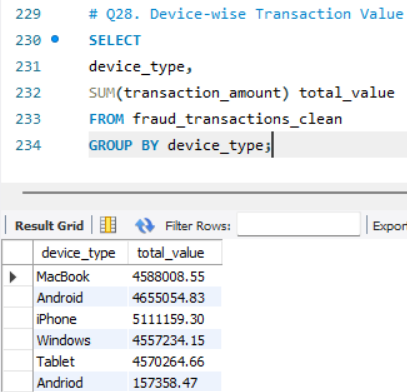 229 # Q28. Device-wise Transaction Value
230 SELECT
231 device_type,
232 SUM(transaction_amount) total_value
233 FROM fraud_transactions_clean
234 GROUP BY device_type;
Result Grid Filter Rows: Export
device_type total_value
MacBook 4588008.55
Android 4655054.83
iPhone 5111159.30
Windows 4557234.15
Tablet 4570264.66
Andriod 157358.47